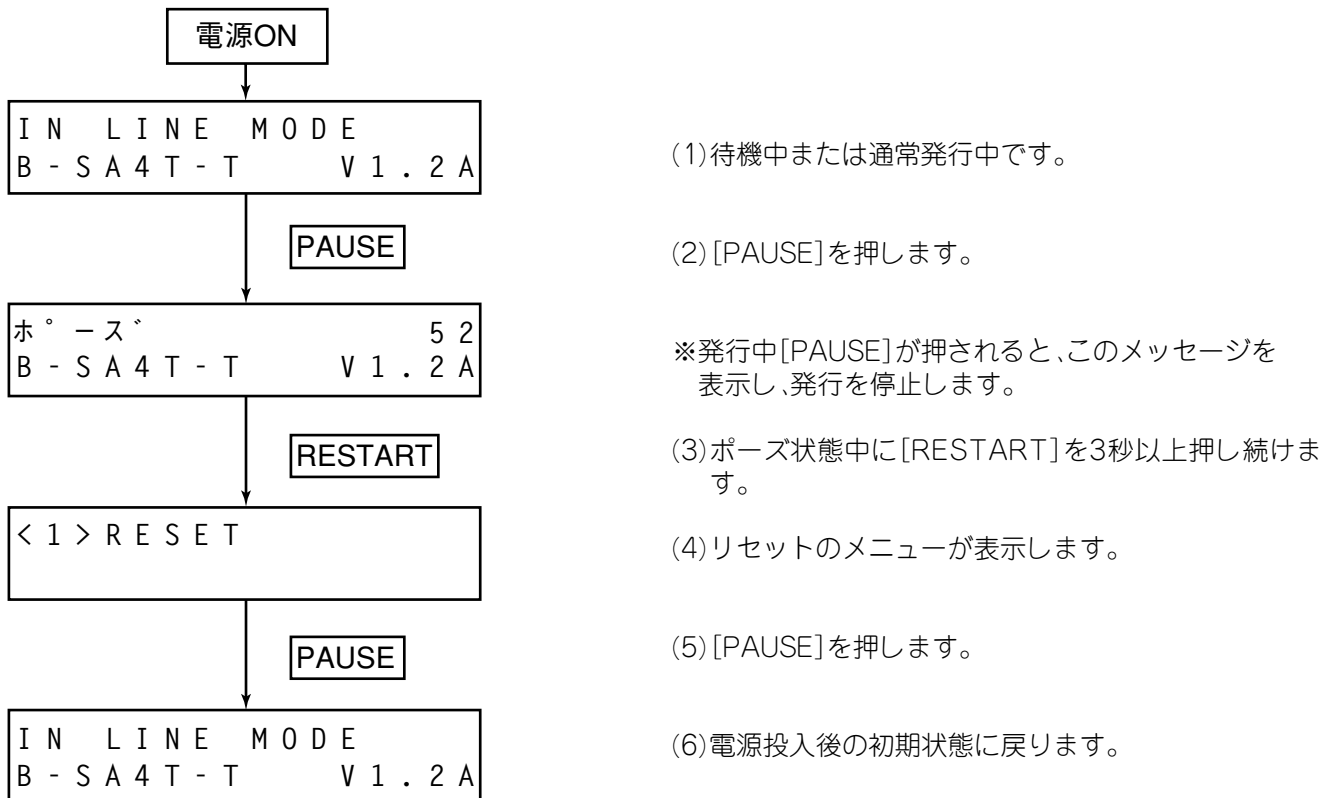 電源ON
IN LINE MODE
B-SA4T-T V1.2A
(1)待機中または通常発行中です。
PAUSE
(2)[PAUSE]を押します。
ポーズ 52
B-SA4T-T V1.2A
※発行中[PAUSE]が押されると、このメッセージを
表示し、発行を停止します。
RESTART
(3)ポーズ状態中に[RESTART]を3秒以上押し続けま
す。
<1>RESET
(4)リセットのメニューが表示します。
PAUSE
(5)[PAUSE]を押します。
IN LINE MODE
B-SA4T-T V1.2A
(6)電源投入後の初期状態に戻ります。